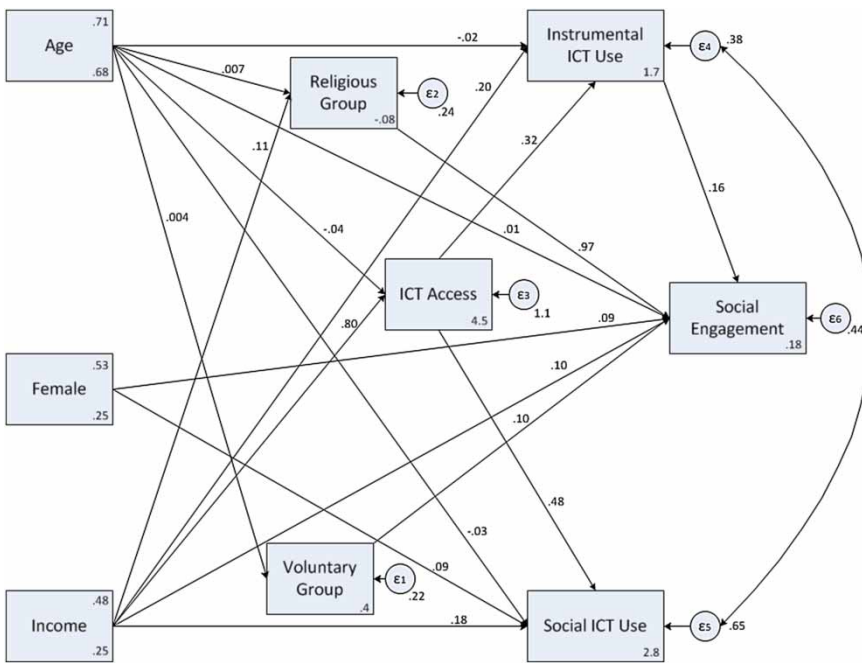 .71
Age
.68
-.02
Instrumental
ICT Use
1.7
ε4
.38
.007
Religious
Group
-.08
ε2
.24
.20
.11
.32
.004
-.04
.01
.97
.16
ICT Access
4.5
ε3
1.1
.80
.09
Social
Engagement
.18
ε6
.44
.53
Female
.25
.10
.10
.48
-.03
.09
Voluntary
Group
.4
ε1
.22
.48
Income
.25
.18
Social ICT Use
2.8
ε5
.65